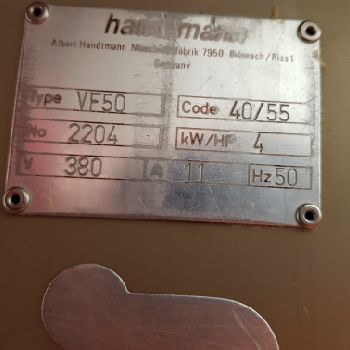 handtmann
Albert Handtmann Maschinenfabrik 7950 Biberach/Riss1
Germany
Type VF50 Code 40/55
No 2204 kW/HP 4
V 380 A 11 Hz 50